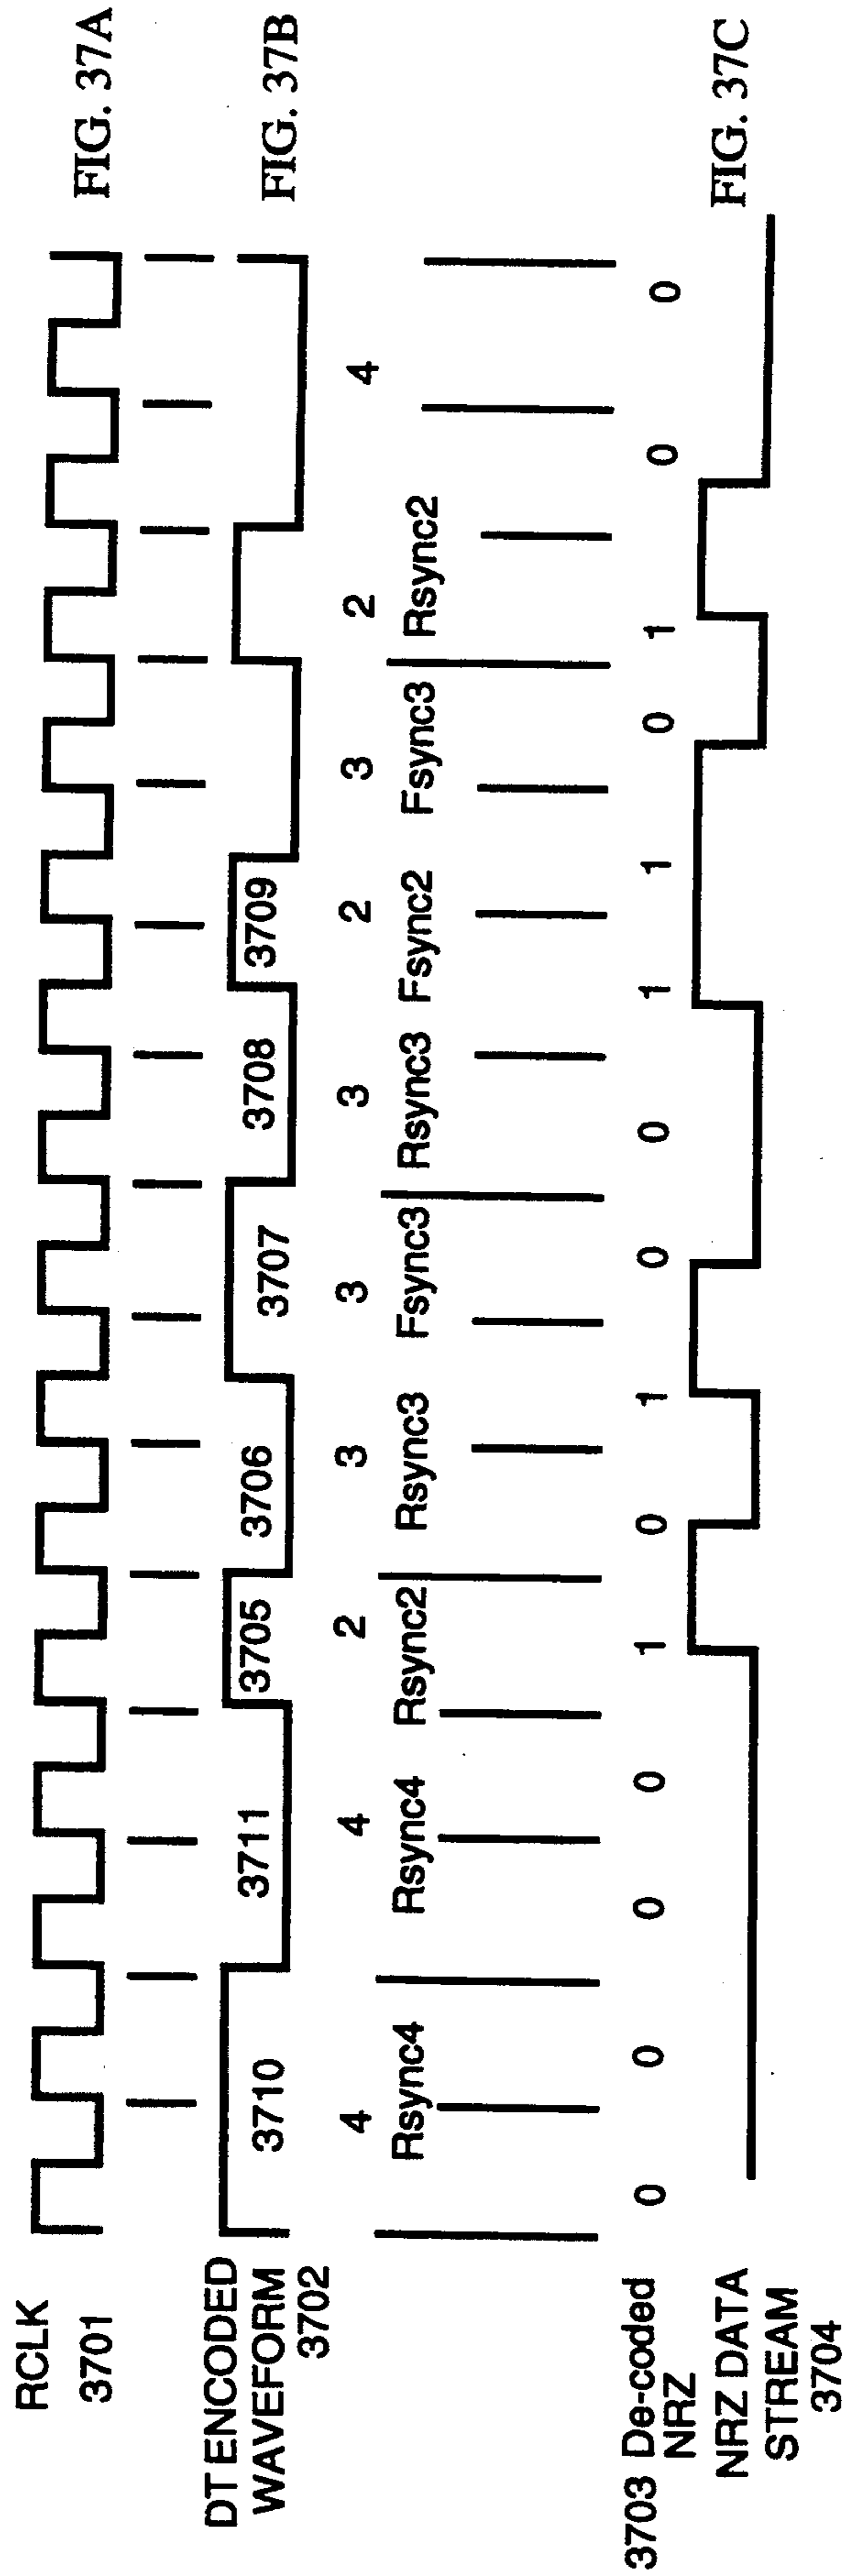 RCLK
3701
FIG. 37A
DT ENCODED
WAVEFORM
3702
3710 3711 3705 3706 3707 3708 3709
FIG. 37B
4 4 2 3 3 3 2 3 2 4
Rsync4 Rsync4 Rsync2 Rsync3 Fsync3 Rsync3 Fsync2 Fsync3 Rsync2
3703 De-coded
NRZ
0 0 0 0 1 0 1 0 0 1 1 0 1 0 0
NRZ DATA
STREAM
3704
FIG. 37C